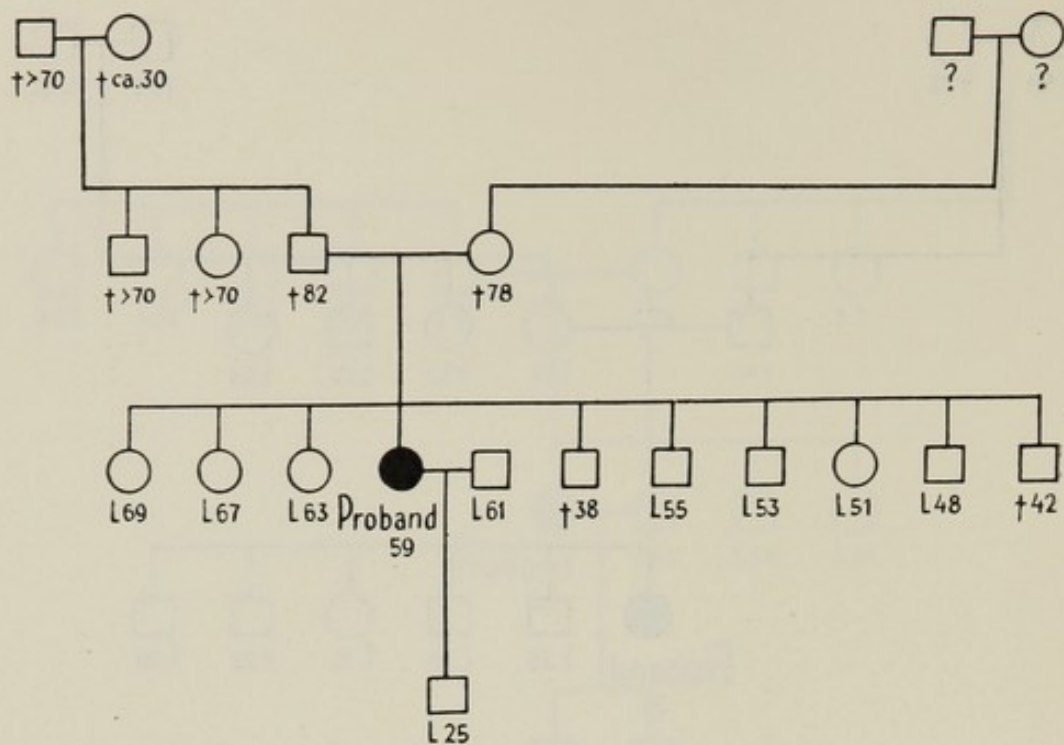 †>70 †ca.30 ? ?
†>70 †>70 †82 †78
L69 L67 L63 Proband L61 †38 L55 L53 L51 L48 †42
59
L25